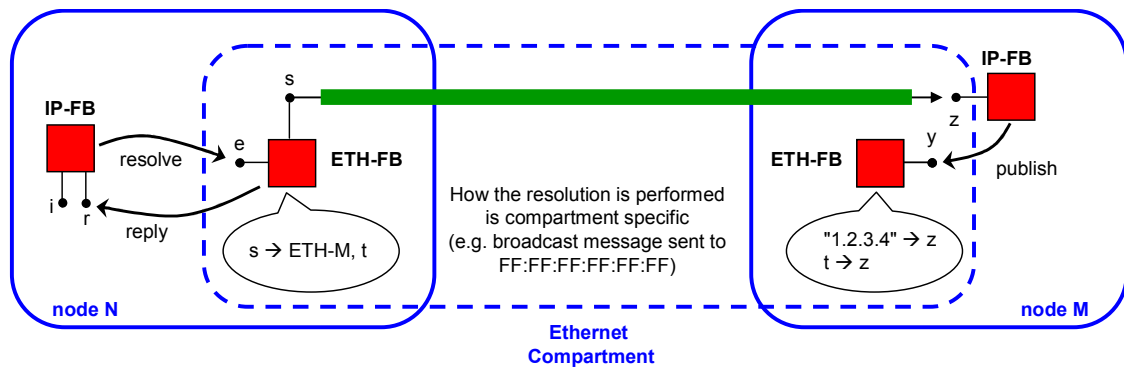 s
IP-FB
IP-FB
z
resolve
e
ETH-FB
y
ETH-FB
publish
i
r
reply
How the resolution is performed
is compartment specific
(e.g. broadcast message sent to
FF:FF:FF:FF:FF:FF)
s → ETH-M, t
"1.2.3.4" → z
t → z
node N
node M
Ethernet
Compartment